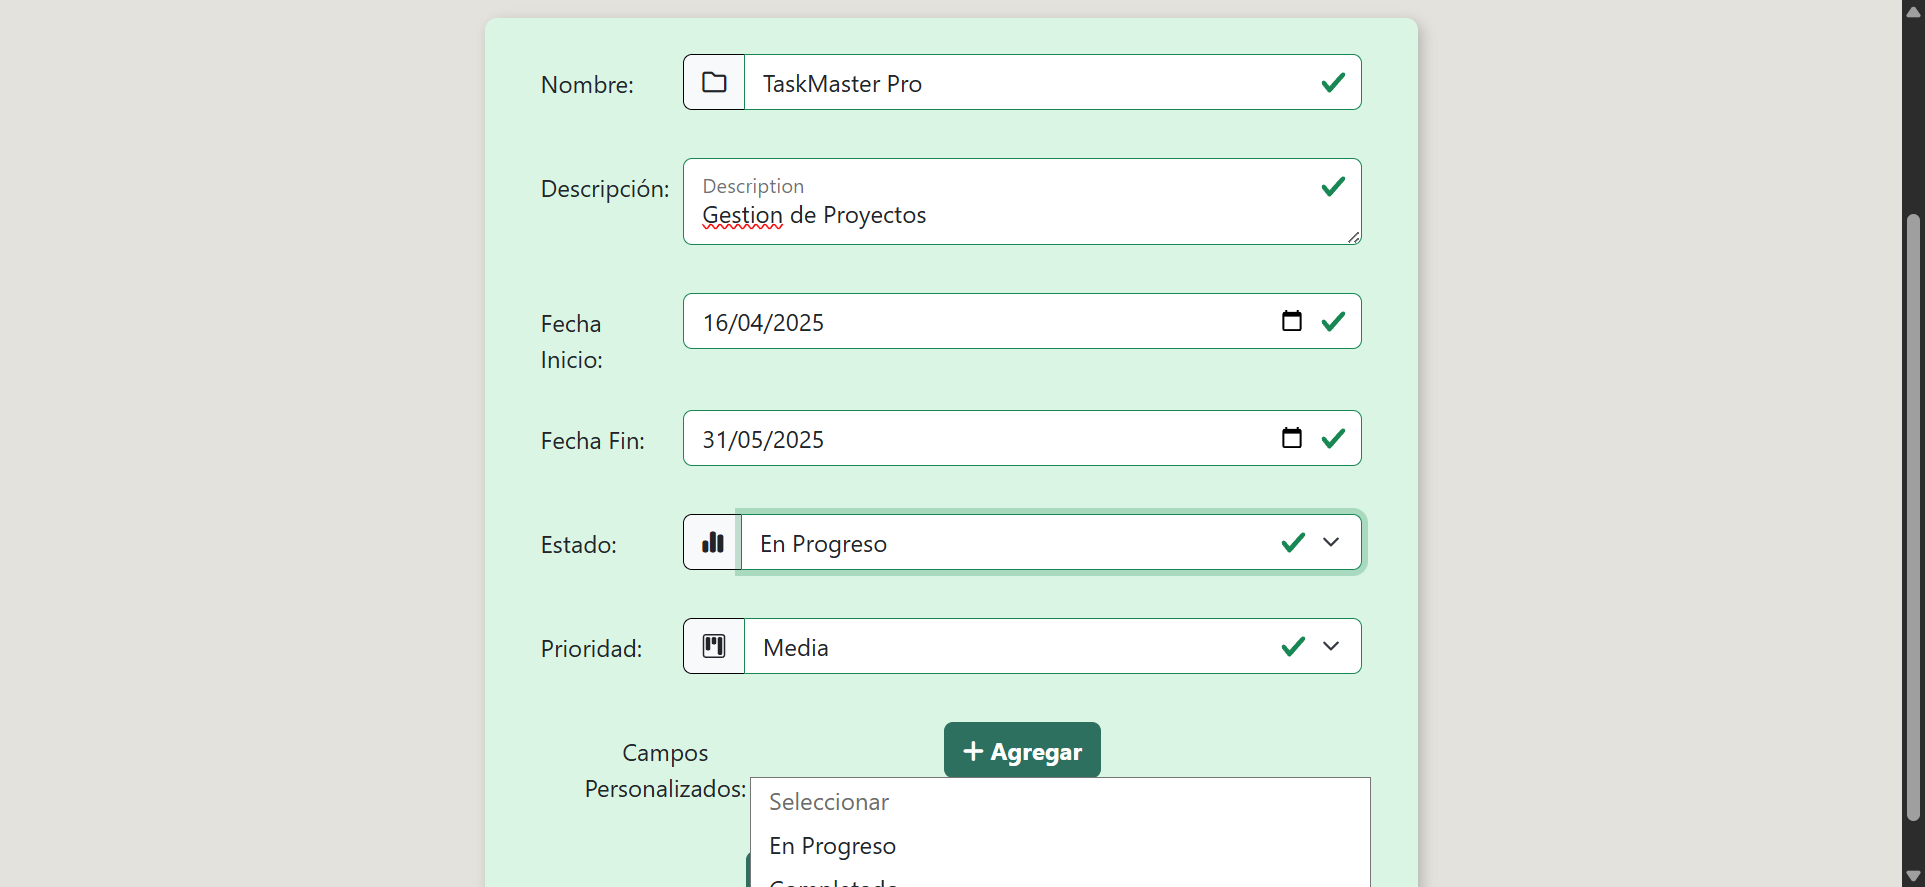 Nombre: TaskMaster Pro
Descripción: Description
Gestion de Proyectos
Fecha Inicio: 16/04/2025
Fecha Fin: 31/05/2025
Estado: En Progreso
Prioridad: Media
Campos Personalizados: + Agregar
Seleccionar
En Progreso
Completado